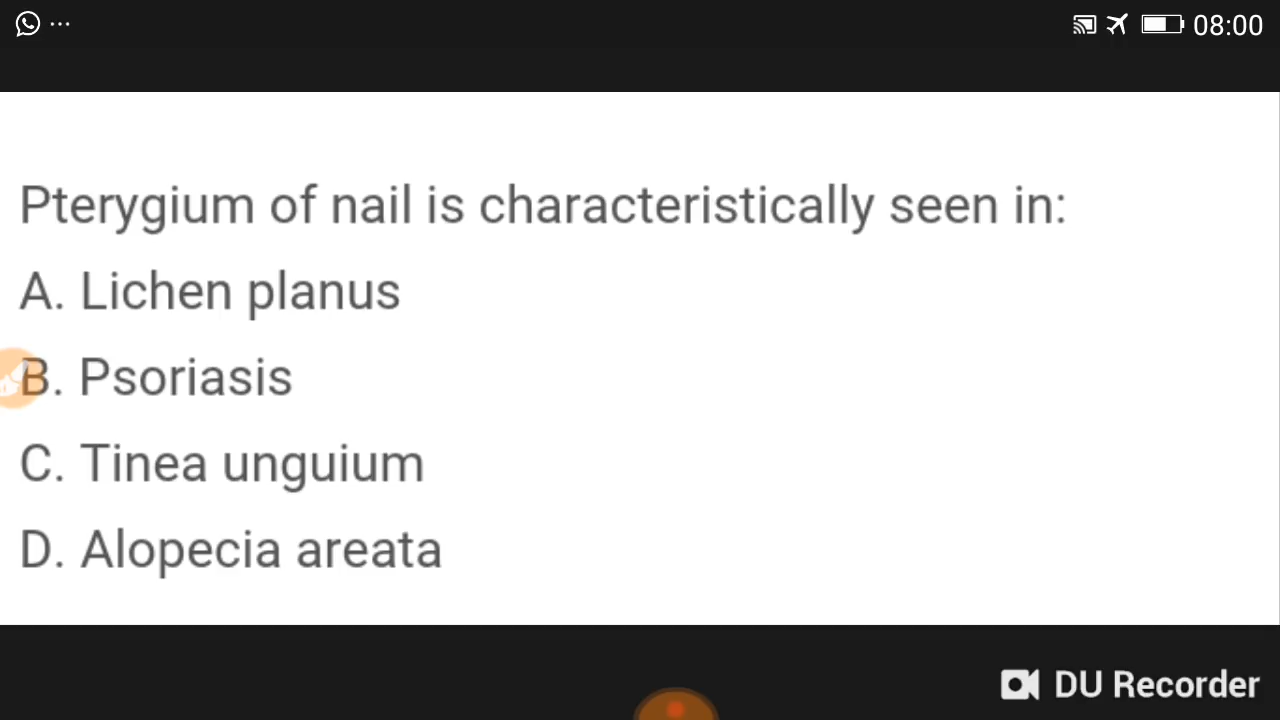 ... 08:00
Pterygium of nail is characteristically seen in:
A. Lichen planus
B. Psoriasis
C. Tinea unguium
D. Alopecia areata
DU Recorder